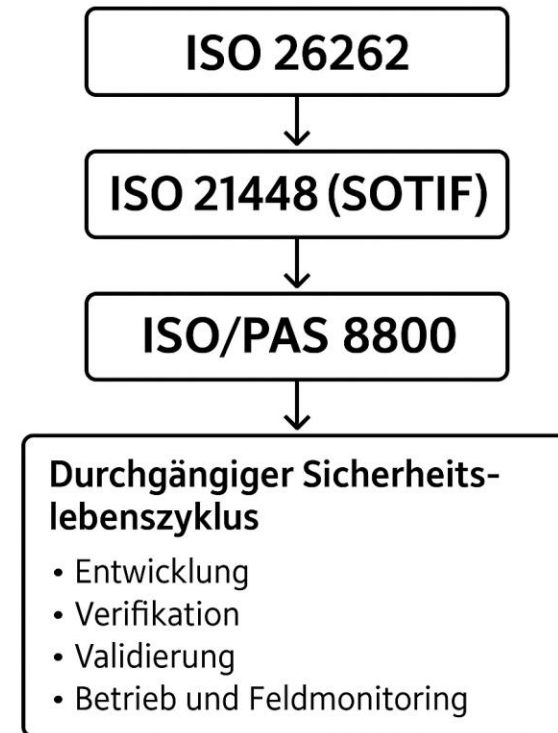 ISO 26262
ISO 21448 (SOTIF)
ISO/PAS 8800
Durchgängiger Sicherheits-
lebenszyklus
• Entwicklung
• Verifikation
• Validierung
• Betrieb und Feldmonitoring